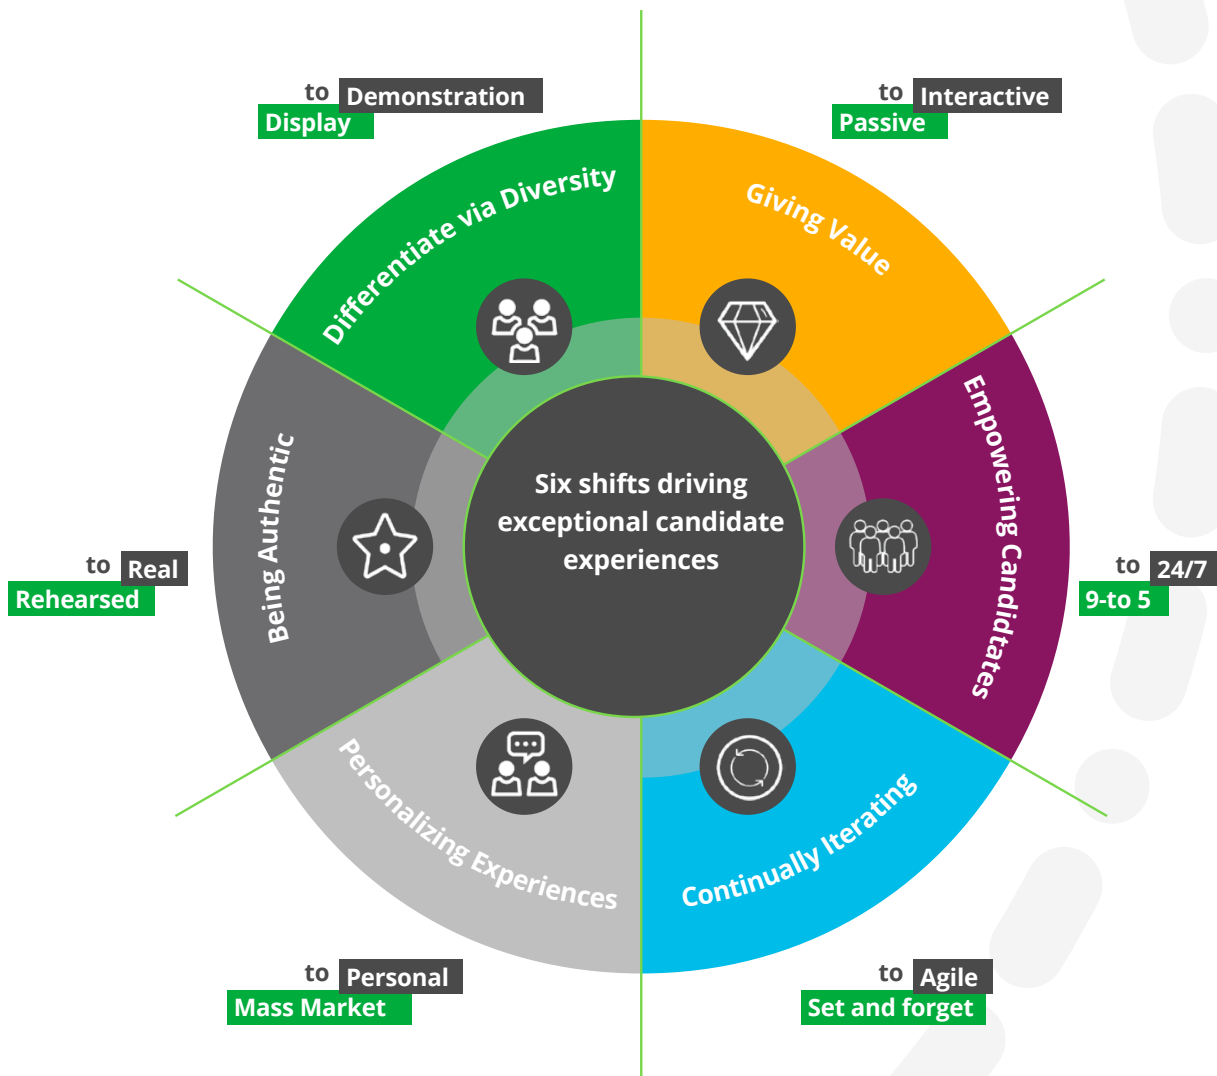 to Demonstration
Display
to Interactive
Passive
Differentiate via Diversity
Giving Value
Empowering Candidtates
Being Authentic
Six shifts driving
exceptional candidate
experiences
to Real
Rehearsed
to 24/7
9-to 5
Personalizing Experiences
Continually Iterating
to Personal
Mass Market
to Agile
Set and forget